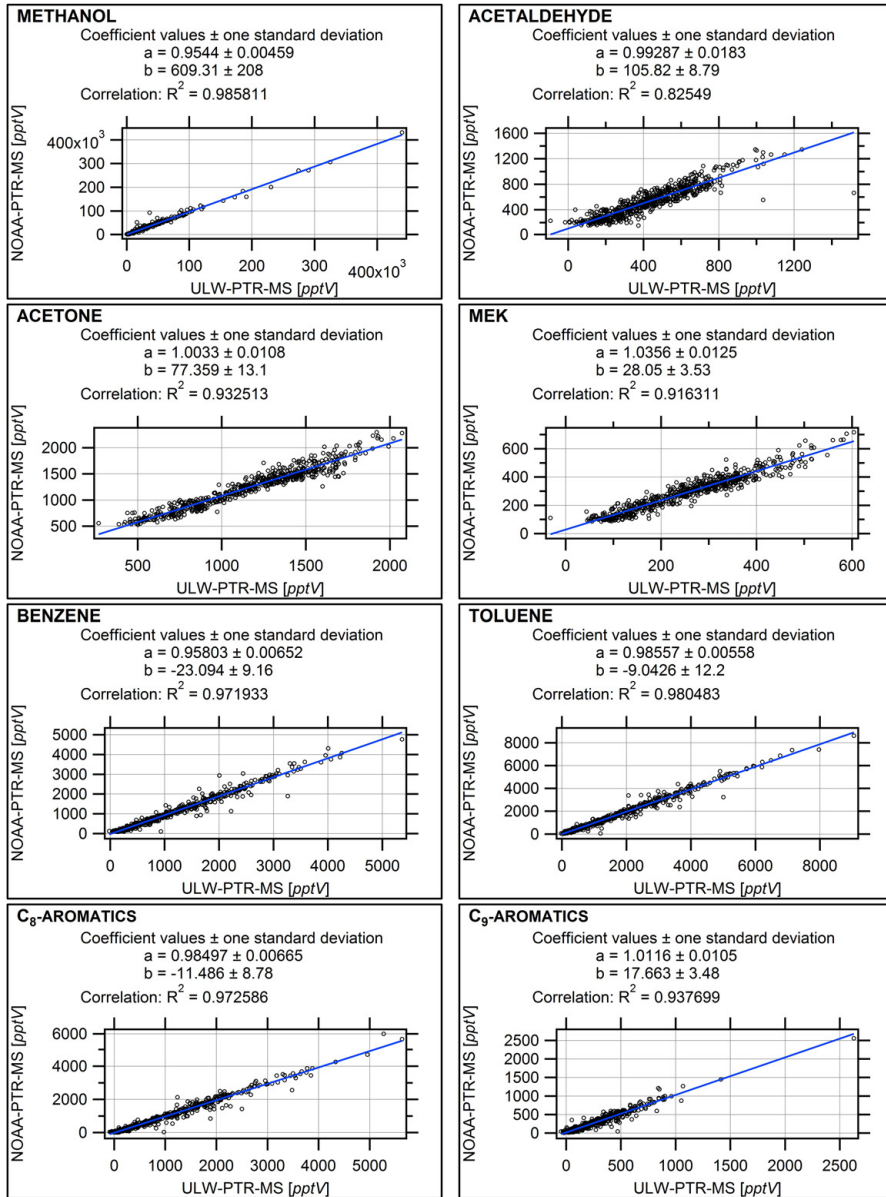 METHANOL
Coefficient values ± one standard deviation
a = 0.9544 ± 0.00459
b = 609.31 ± 208
Correlation: R² = 0.985811
NOAA-PTR-MS [pptV]
400x10³
300
200
100
0
0 100 200 300 400x10³
ULW-PTR-MS [pptV]
ACETALDEHYDE
Coefficient values ± one standard deviation
a = 0.99287 ± 0.0183
b = 105.82 ± 8.79
Correlation: R² = 0.82549
NOAA-PTR-MS [pptV]
1600
1200
800
400
0
0 400 800 1200
ULW-PTR-MS [pptV]
ACETONE
Coefficient values ± one standard deviation
a = 1.0033 ± 0.0108
b = 77.359 ± 13.1
Correlation: R² = 0.932513
NOAA-PTR-MS [pptV]
2000
1500
1000
500
500 1000 1500 2000
ULW-PTR-MS [pptV]
MEK
Coefficient values ± one standard deviation
a = 1.0356 ± 0.0125
b = 28.05 ± 3.53
Correlation: R² = 0.916311
NOAA-PTR-MS [pptV]
600
400
200
0
0 200 400 600
ULW-PTR-MS [pptV]
BENZENE
Coefficient values ± one standard deviation
a = 0.95803 ± 0.00652
b = -23.094 ± 9.16
Correlation: R² = 0.971933
NOAA-PTR-MS [pptV]
5000
4000
3000
2000
1000
0
0 1000 2000 3000 4000 5000
ULW-PTR-MS [pptV]
TOLUENE
Coefficient values ± one standard deviation
a = 0.98557 ± 0.00558
b = -9.0426 ± 12.2
Correlation: R² = 0.980483
NOAA-PTR-MS [pptV]
8000
6000
4000
2000
0
0 2000 4000 6000 8000
ULW-PTR-MS [pptV]
C₈-AROMATICS
Coefficient values ± one standard deviation
a = 0.98497 ± 0.00665
b = -11.486 ± 8.78
Correlation: R² = 0.972586
NOAA-PTR-MS [pptV]
6000
4000
2000
0
0 1000 2000 3000 4000 5000
ULW-PTR-MS [pptV]
C₉-AROMATICS
Coefficient values ± one standard deviation
a = 1.0116 ± 0.0105
b = 17.663 ± 3.48
Correlation: R² = 0.937699
NOAA-PTR-MS [pptV]
2500
2000
1500
1000
500
0
0 500 1000 1500 2000 2500
ULW-PTR-MS [pptV]